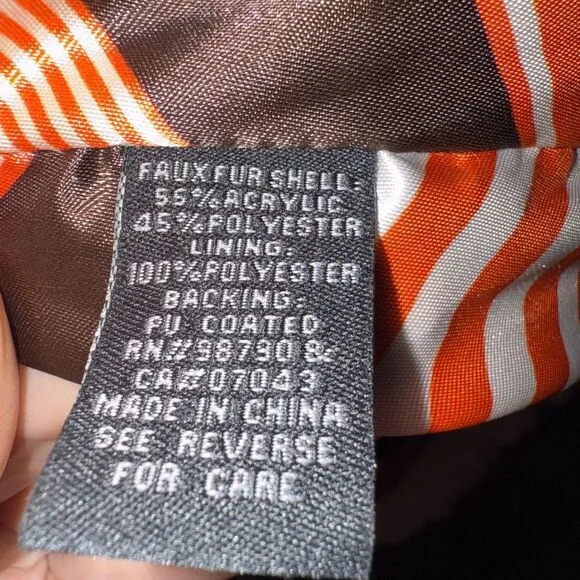 FAUX FUR SHELL:
55% ACRYLIC
45% POLYESTER
LINING:
100% POLYESTER
BACKING:
PU COATED
RN# 98790 &
CA# 07043
MADE IN CHINA
SEE REVERSE
FOR CARE